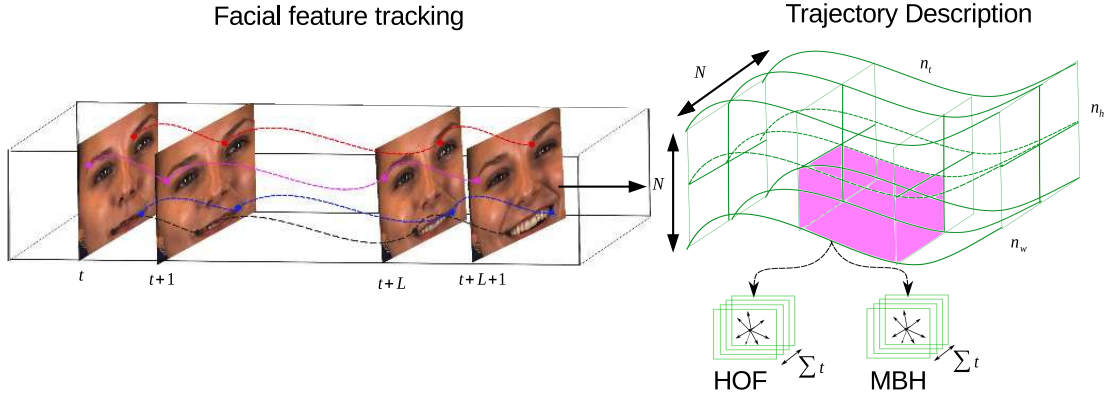 Facial feature tracking
Trajectory Description
N
n_t
n_h
N
n_w
t
t+1
t+L
t+L+1
∑ t
∑ t
HOF
MBH